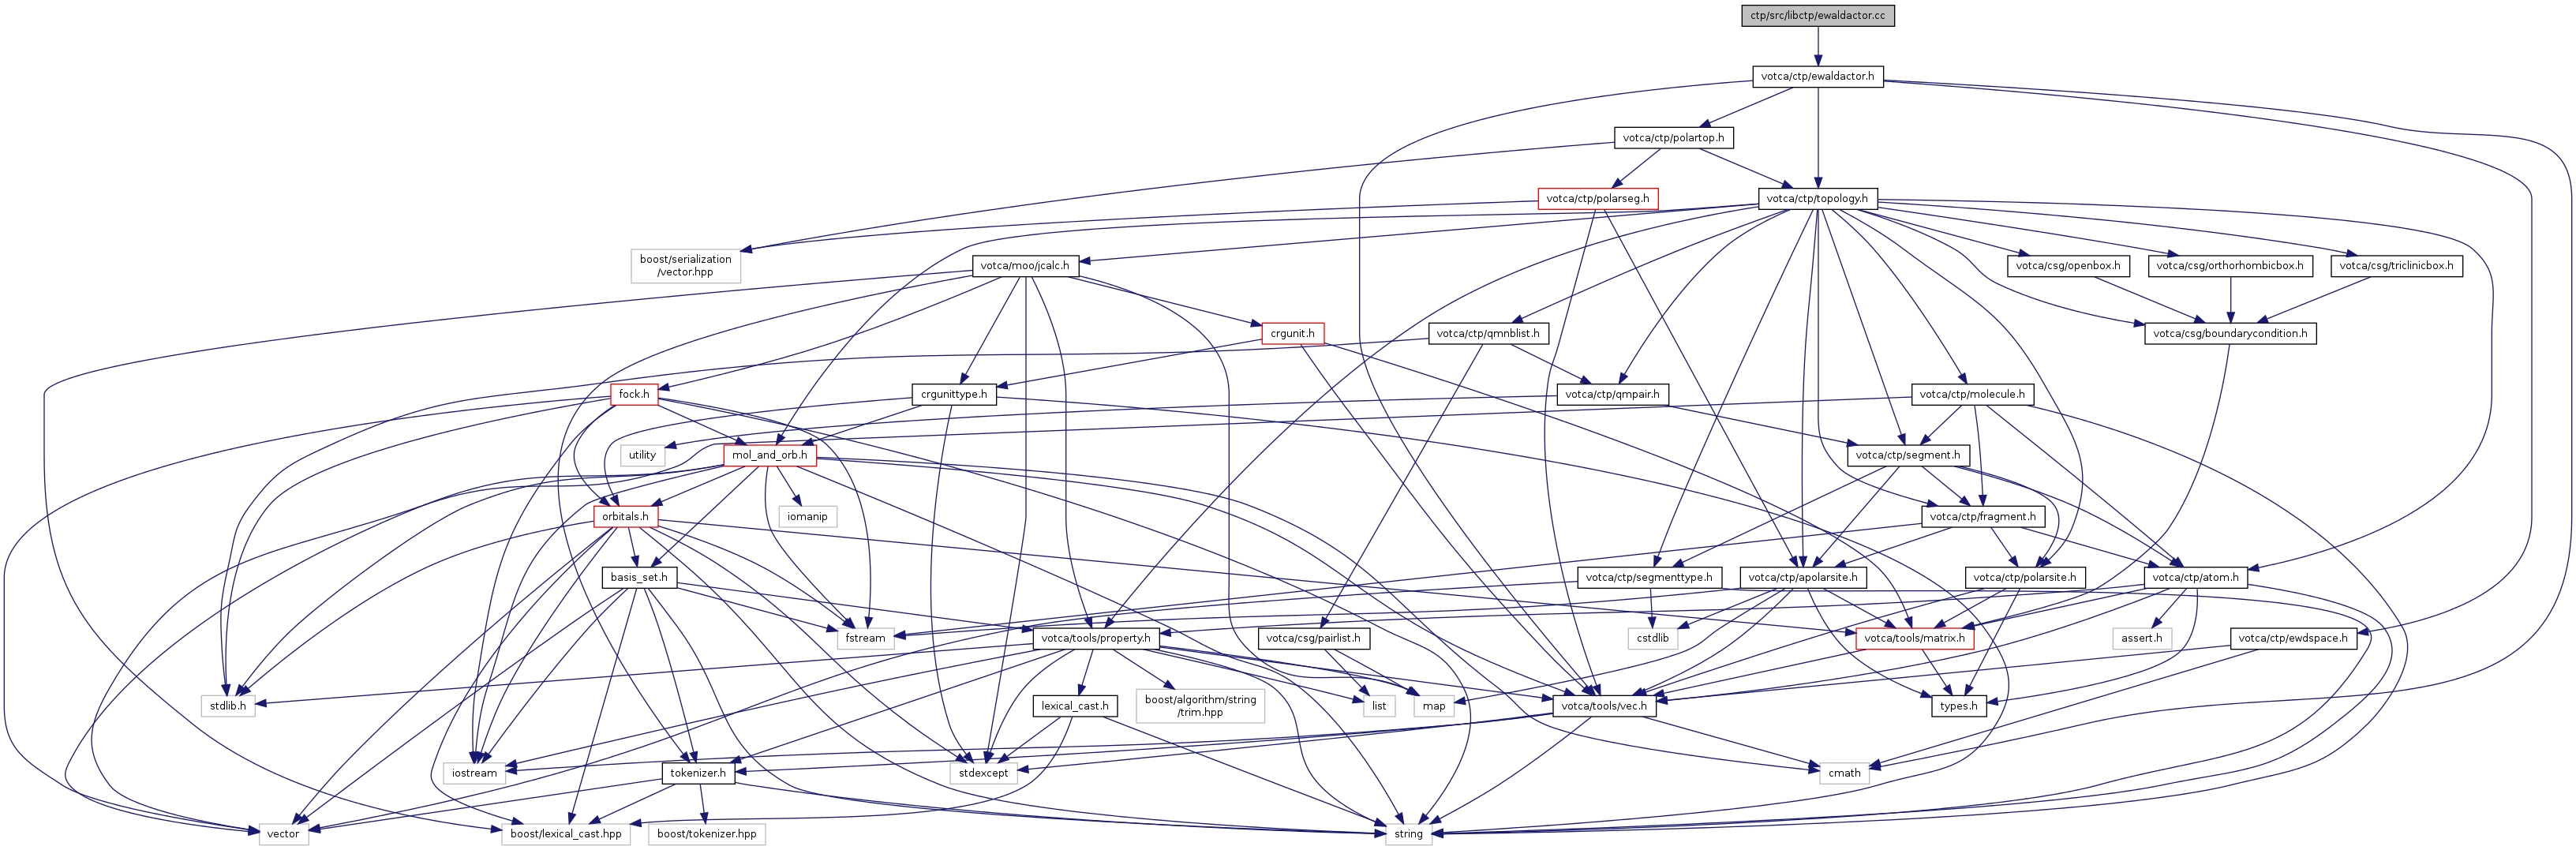 ctp/src/libctp/ewaldactor.cc
votca/ctp/ewaldactor.h
votca/ctp/polartop.h
votca/ctp/polarseg.h
votca/ctp/topology.h
boost/serialization
/vector.hpp
votca/moo/jcalc.h
votca/csg/openbox.h
votca/csg/orthorhombicbox.h
votca/csg/triclinicbox.h
crgunit.h
votca/ctp/qmnblist.h
votca/csg/boundarycondition.h
fock.h
crgunittype.h
votca/ctp/qmpair.h
votca/ctp/molecule.h
utility
mol_and_orb.h
votca/ctp/segment.h
orbitals.h
iomanip
votca/ctp/fragment.h
basis_set.h
votca/ctp/segmenttype.h
votca/ctp/apolarsite.h
votca/ctp/polarsite.h
votca/ctp/atom.h
fstream
votca/tools/property.h
votca/csg/pairlist.h
cstdlib
votca/tools/matrix.h
assert.h
votca/ctp/ewdspace.h
stdlib.h
lexical_cast.h
boost/algorithm/string
/trim.hpp
list
map
votca/tools/vec.h
types.h
iostream
tokenizer.h
stdexcept
cmath
vector
boost/lexical_cast.hpp
boost/tokenizer.hpp
string